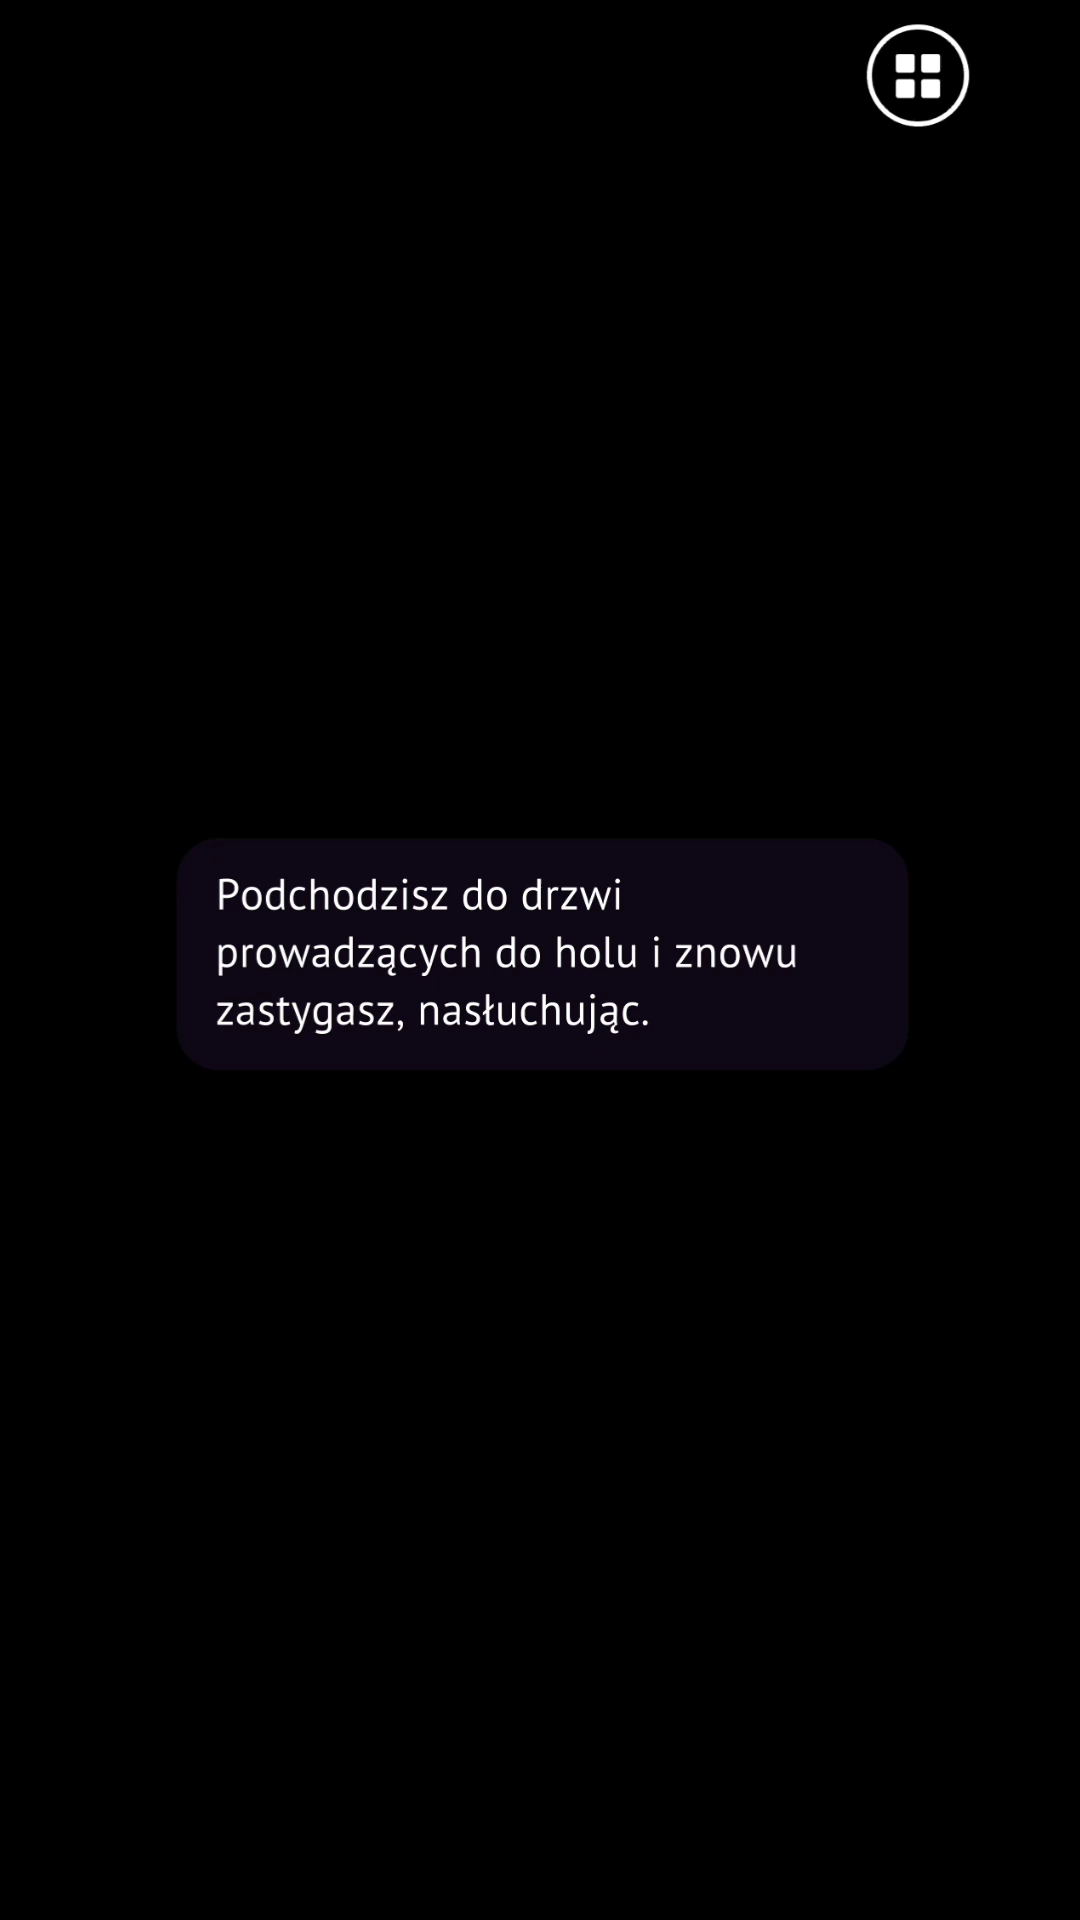 Podchodzisz do drzwi
prowadzących do holu i znowu
zastygasz, nasłuchując.